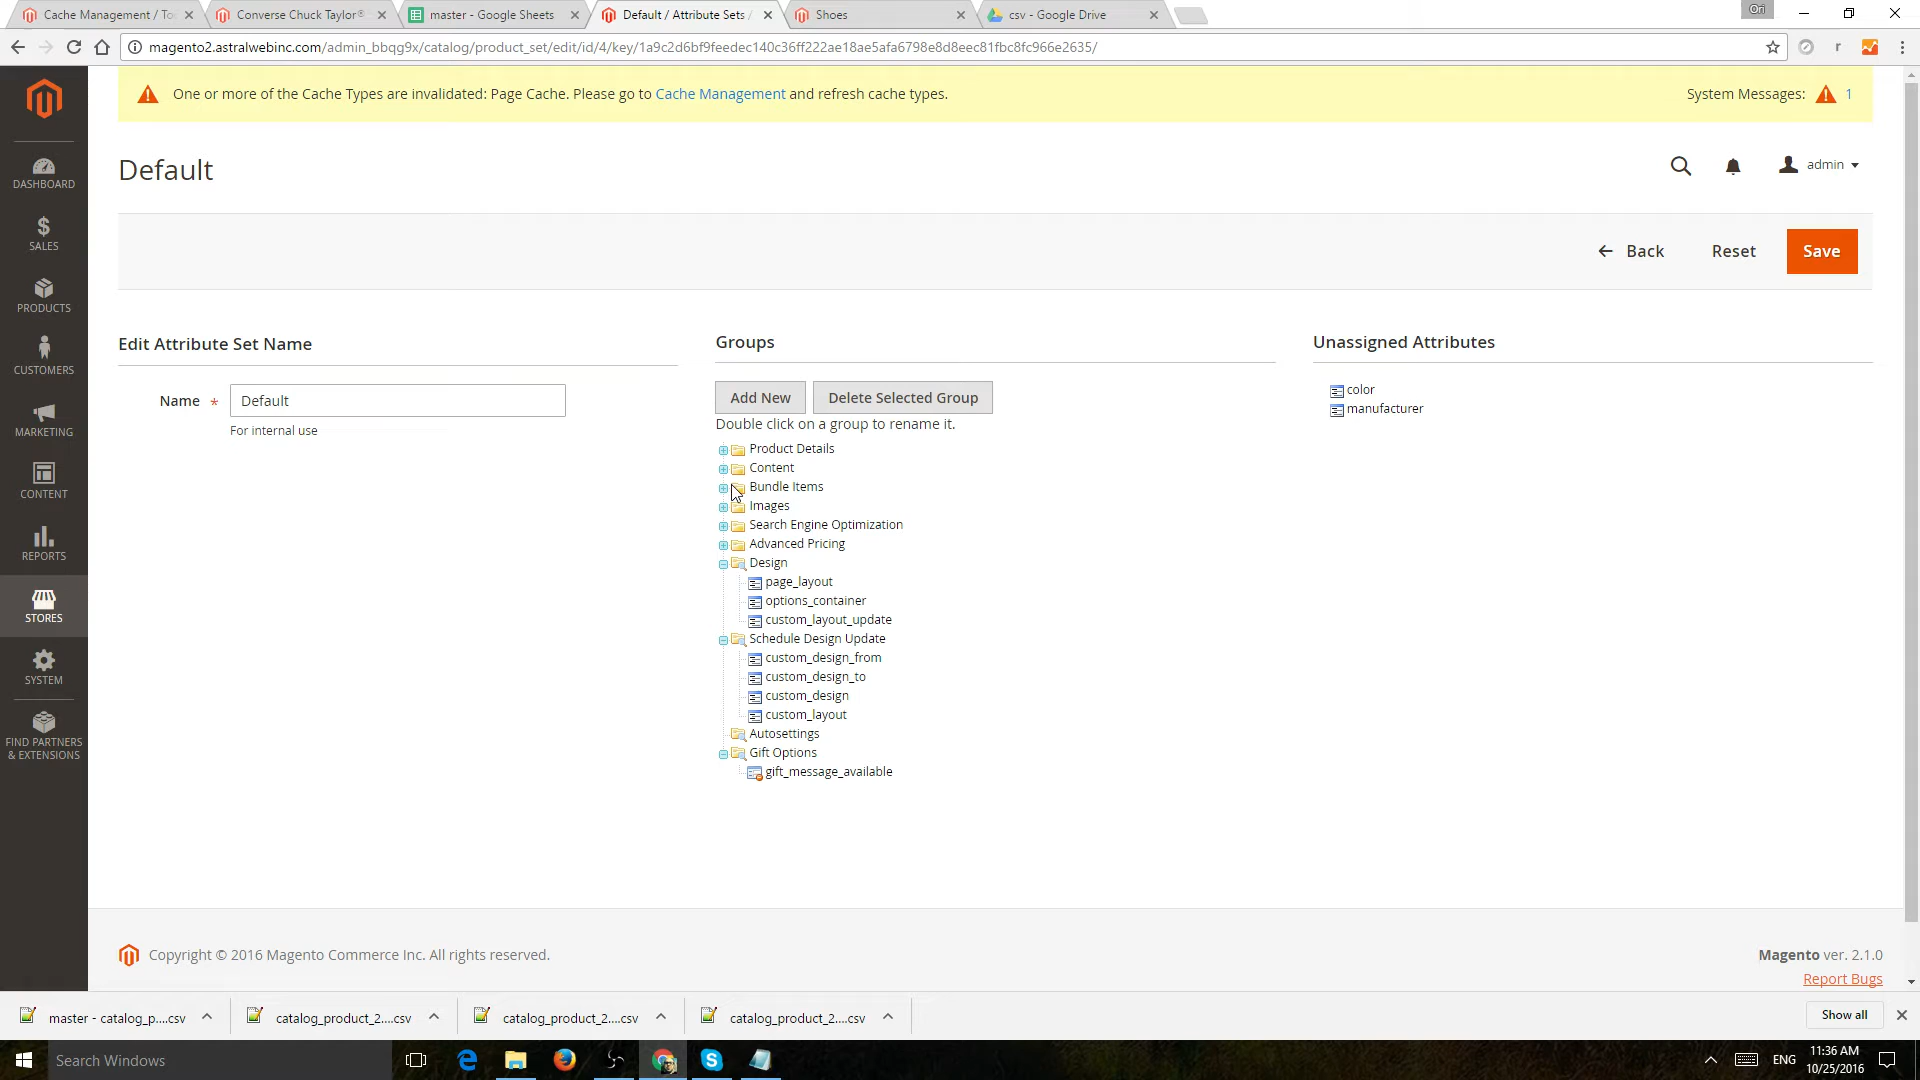 Cache Management / To
Converse Chuck Taylor®
master - Google Sheets
Default / Attribute Sets /
Shoes
csv - Google Drive
Ori
magento2.astralwebinc.com/admin_bbqg9x/catalog/product_set/edit/id/4/key/1a9c2d6bf9feedec140c36ff222ae18ae5afa6798e8d8eec81fbc8fc966e2635/
r
One or more of the Cache Types are invalidated: Page Cache. Please go to Cache Management and refresh cache types.
System Messages: 1
Default
admin
Back
Reset
Save
DASHBOARD
SALES
PRODUCTS
CUSTOMERS
MARKETING
CONTENT
REPORTS
STORES
SYSTEM
FIND PARTNERS
& EXTENSIONS
Edit Attribute Set Name
Name *
Default
For internal use
Groups
Add New
Delete Selected Group
Double click on a group to rename it.
Product Details
Content
Bundle Items
Images
Search Engine Optimization
Advanced Pricing
Design
page_layout
options_container
custom_layout_update
Schedule Design Update
custom_design_from
custom_design_to
custom_design
custom_layout
Autosettings
Gift Options
gift_message_available
Unassigned Attributes
color
manufacturer
Copyright © 2016 Magento Commerce Inc. All rights reserved.
Magento ver. 2.1.0
Report Bugs
master - catalog_p....csv
catalog_product_2....csv
catalog_product_2....csv
catalog_product_2....csv
Show all
Search Windows
ENG
11:36 AM
10/25/2016